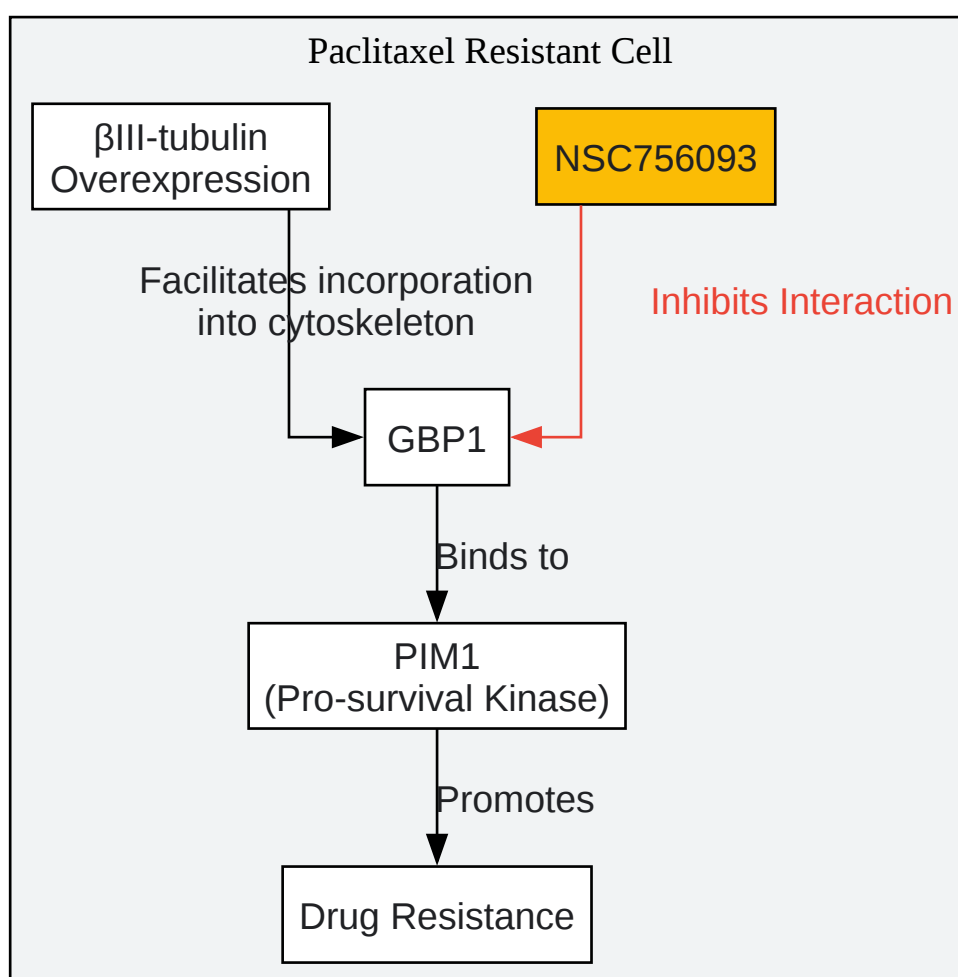 Paclitaxel Resistant Cell
βIII-tubulin
Overexpression
NSC756093
Facilitates incorporation
into cytoskeleton
Inhibits Interaction
GBP1
Binds to
PIM1
(Pro-survival Kinase)
Promotes
Drug Resistance